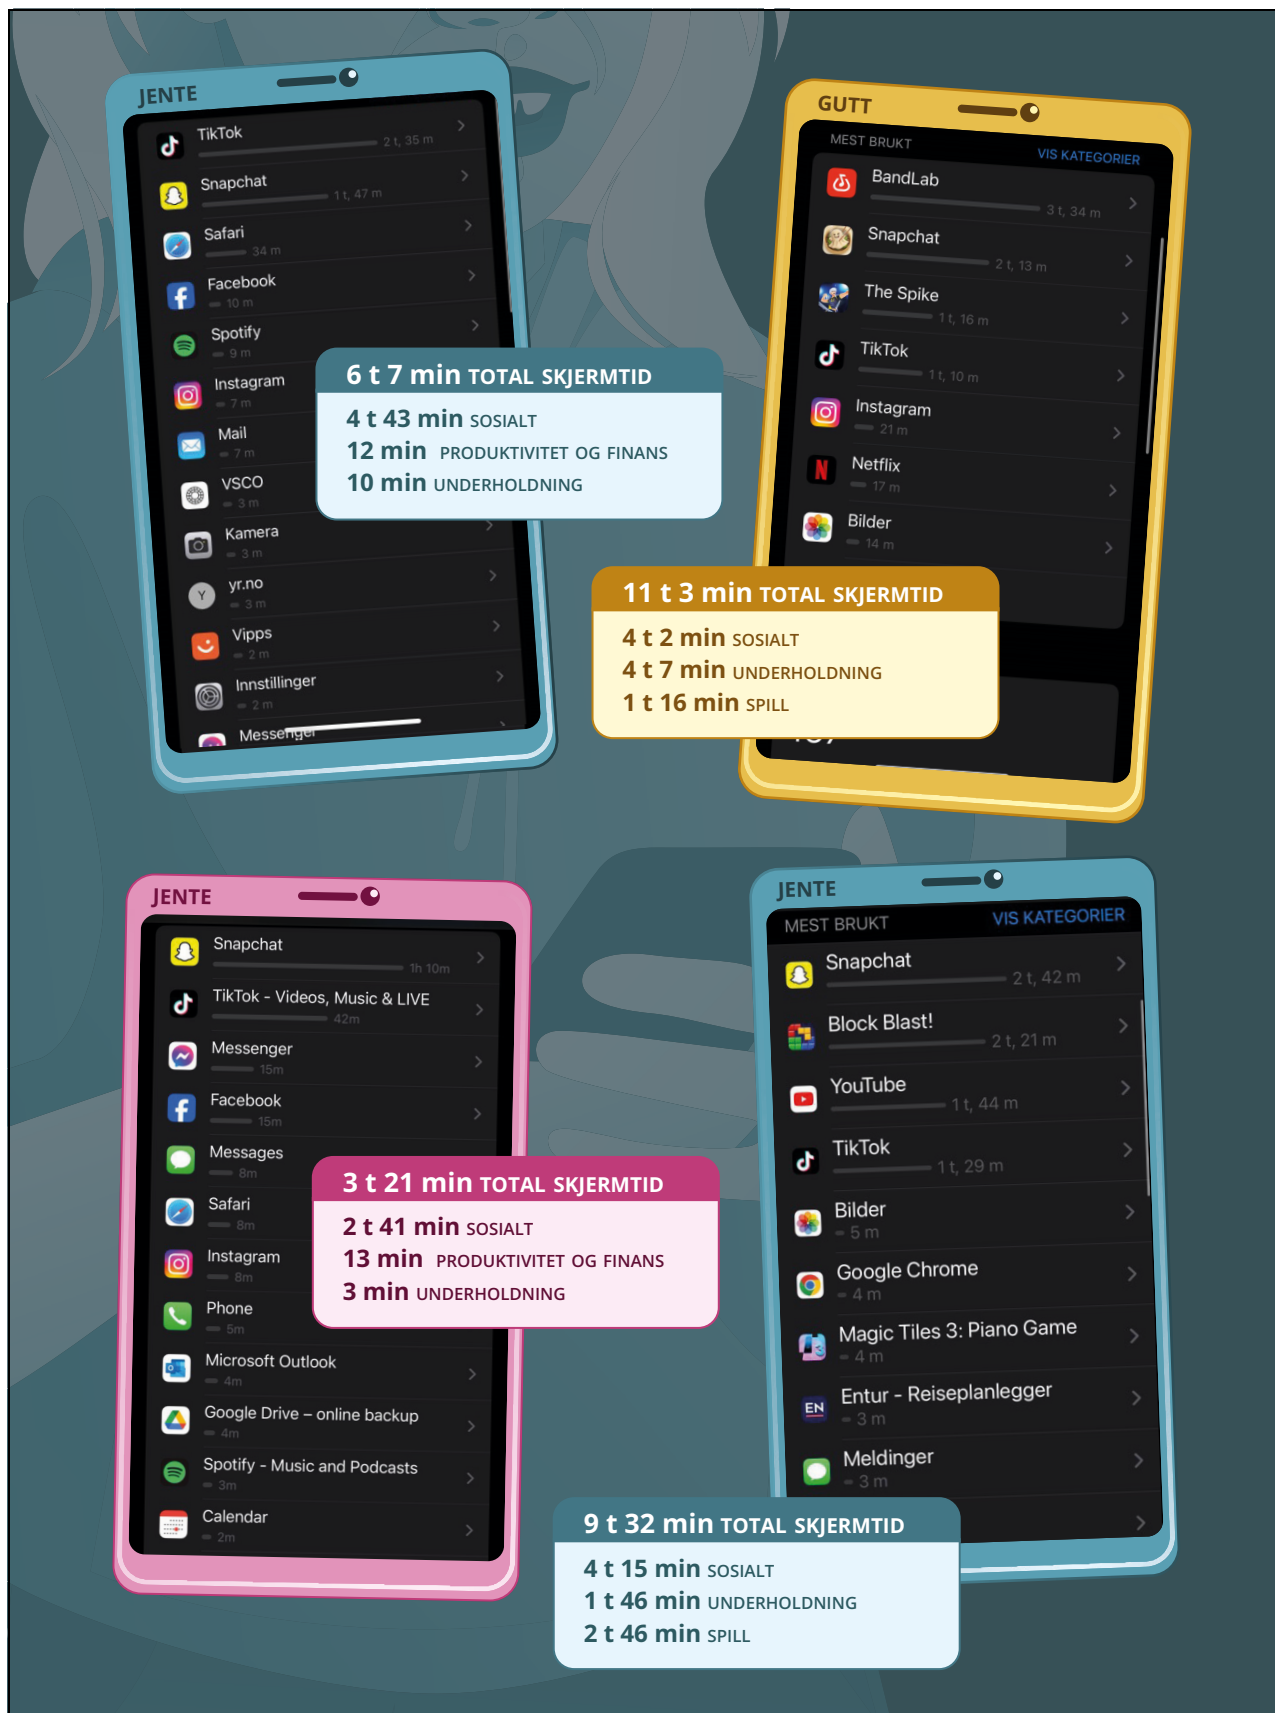 JENTE
TikTok
2 t, 35 m
Snapchat
1 t, 47 m
Safari
34 m
Facebook
10 m
Spotify
9 m
Instagram
7 m
Mail
7 m
VSCO
3 m
Kamera
3 m
Y
yr.no
3 m
Vipps
2 m
Innstillinger
2 m
Messenger
6 t 7 min TOTAL SKJERMTID
4 t 43 min SOSIALT
12 min PRODUKTIVITET OG FINANS
10 min UNDERHOLDNING
GUTT
MEST BRUKT VIS KATEGORIER
BandLab
3 t, 34 m
Snapchat
2 t, 13 m
The Spike
1 t, 16 m
TikTok
1 t, 10 m
Instagram
21 m
Netflix
17 m
Bilder
14 m
11 t 3 min TOTAL SKJERMTID
4 t 2 min SOSIALT
4 t 7 min UNDERHOLDNING
1 t 16 min SPILL
JENTE
Snapchat
1h 10m
TikTok - Videos, Music & LIVE
42m
Messenger
15m
Facebook
15m
Messages
8m
Safari
8m
Instagram
8m
Phone
5m
Microsoft Outlook
4m
Google Drive – online backup
4m
Spotify - Music and Podcasts
3m
Calendar
2m
3 t 21 min TOTAL SKJERMTID
2 t 41 min SOSIALT
13 min PRODUKTIVITET OG FINANS
3 min UNDERHOLDNING
JENTE
MEST BRUKT VIS KATEGORIER
Snapchat
2 t, 42 m
Block Blast!
2 t, 21 m
YouTube
1 t, 44 m
TikTok
1 t, 29 m
Bilder
5 m
Google Chrome
4 m
Magic Tiles 3: Piano Game
4 m
EN
Entur - Reiseplanlegger
3 m
Meldinger
3 m
9 t 32 min TOTAL SKJERMTID
4 t 15 min SOSIALT
1 t 46 min UNDERHOLDNING
2 t 46 min SPILL